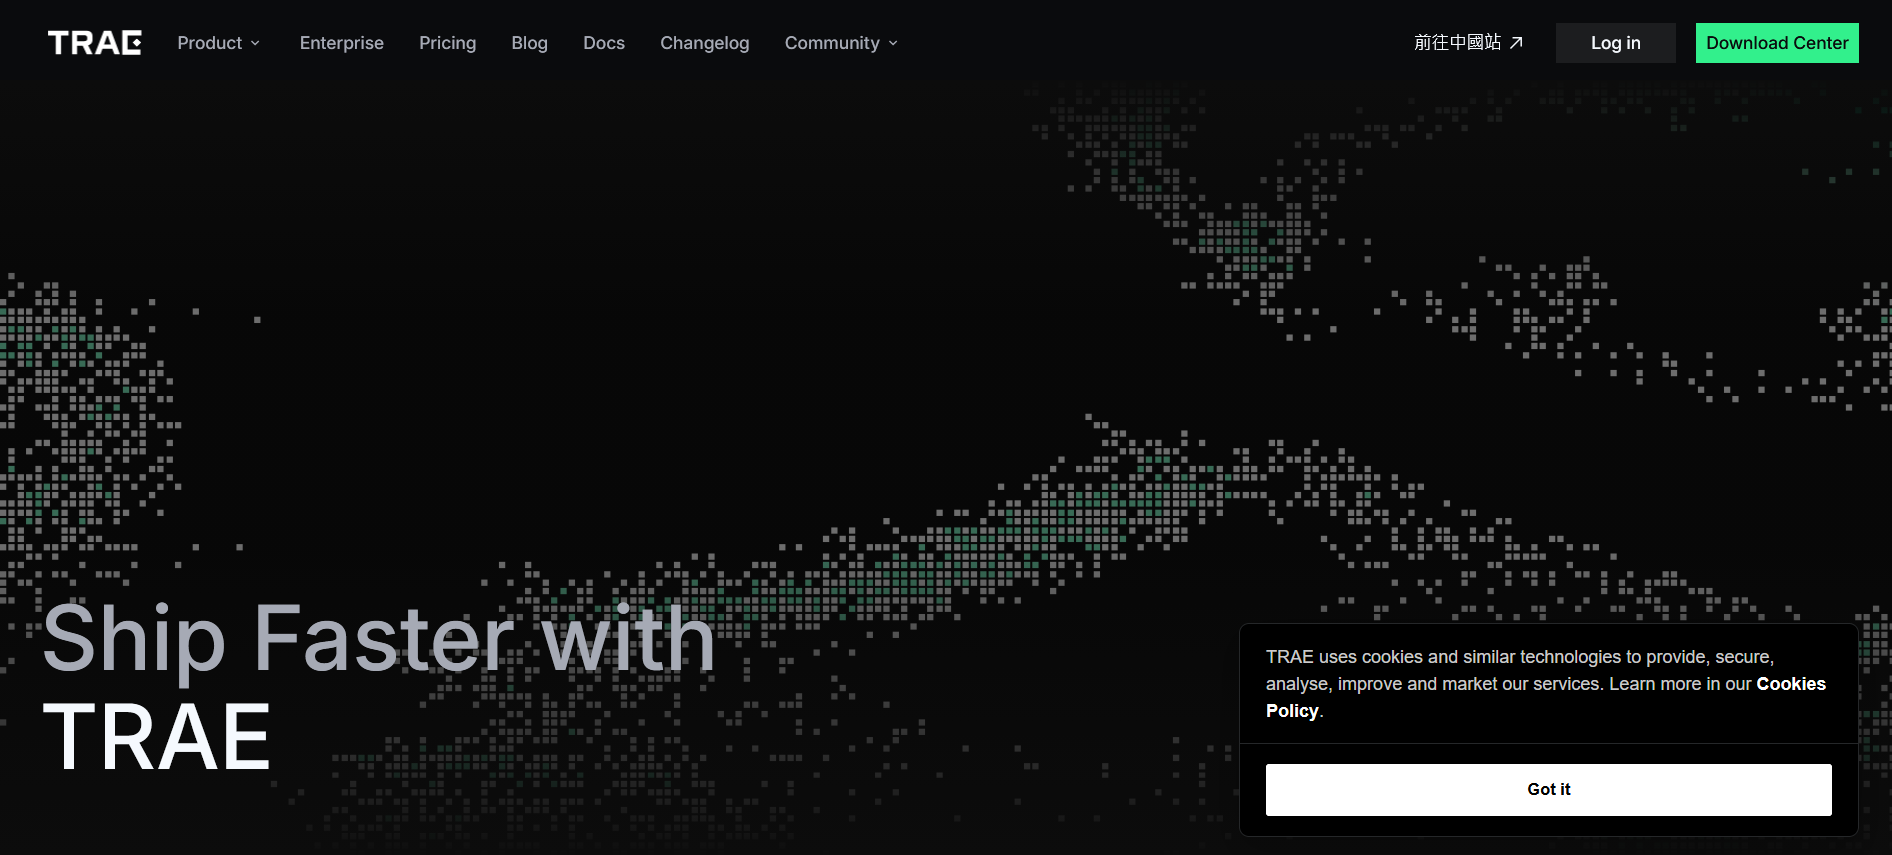 TRAE
Product
Enterprise
Pricing
Blog
Docs
Changelog
Community
前往中國站
Log in
Download Center
Ship Faster with
TRAE
TRAE uses cookies and similar technologies to provide, secure,
analyse, improve and market our services. Learn more in our Cookies
Policy.
Got it